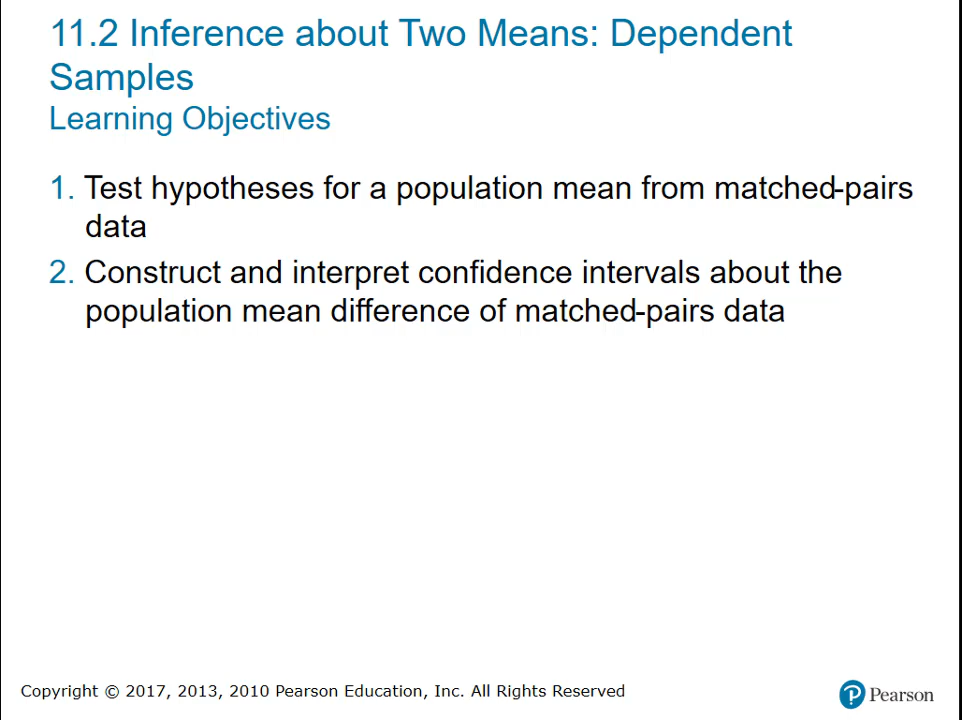 11.2 Inference about Two Means: Dependent
Samples
Learning Objectives
1. Test hypotheses for a population mean from matched-pairs
data
2. Construct and interpret confidence intervals about the
population mean difference of matched-pairs data
Copyright © 2017, 2013, 2010 Pearson Education, Inc. All Rights Reserved
P Pearson